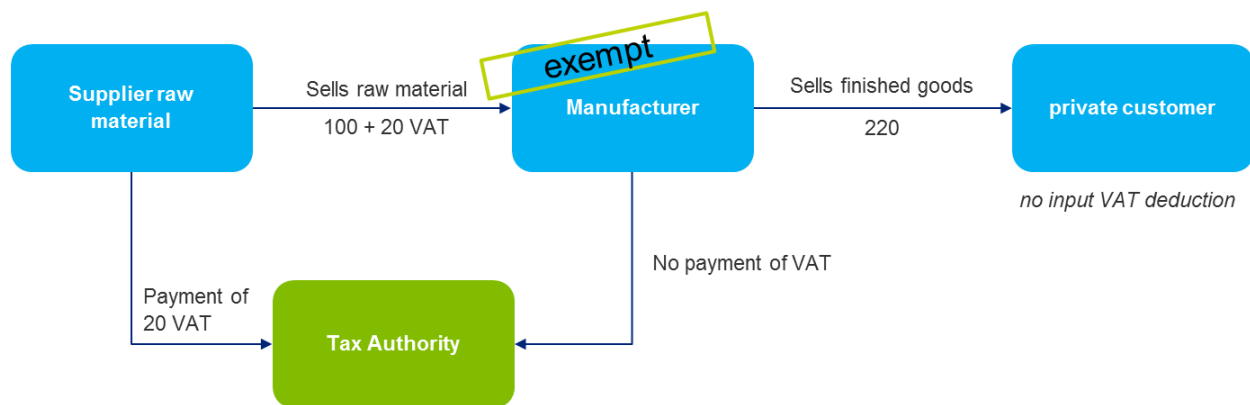 exempt
Supplier raw
material
Sells raw material
100 + 20 VAT
Manufacturer
Sells finished goods
220
private customer
no input VAT deduction
No payment of VAT
Payment of
20 VAT
Tax Authority